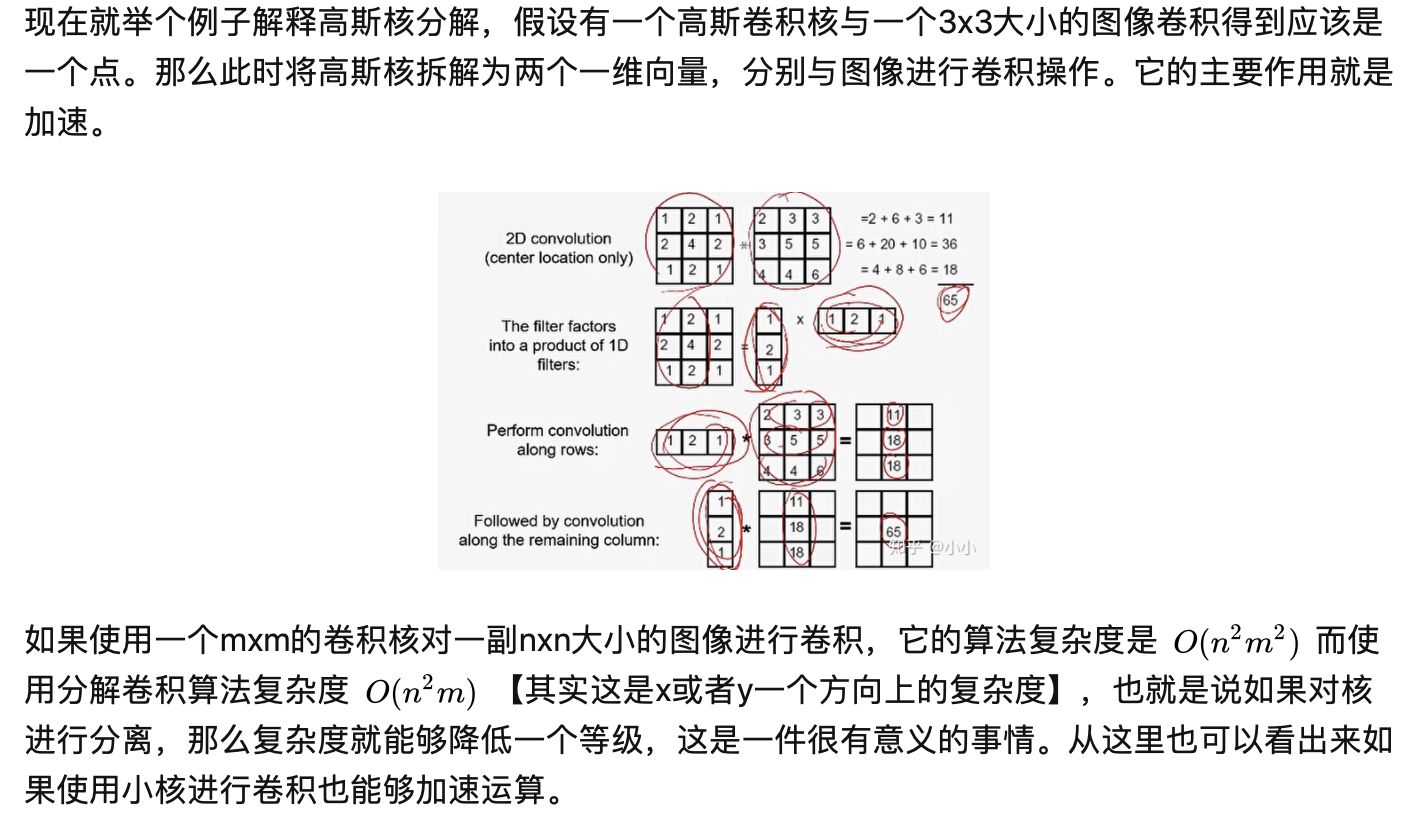 现在就举个例子解释高斯核分解，假设有一个高斯卷积核与一个3x3大小的图像卷积得到应该是
一个点。那么此时将高斯核拆解为两个一维向量，分别与图像进行卷积操作。它的主要作用就是
加速。
2D convolution
(center location only)
1 2 1
2 4 2
1 2 1
*
2 3 3
3 5 5
4 4 6
=2 + 6 + 3 = 11
= 6 + 20 + 10 = 36
= 4 + 8 + 6 = 18
65
The filter factors
into a product of 1D
filters:
1 2 1
2 4 2
1 2 1
=
1
2
1
x
1 2 1
Perform convolution
along rows:
1 2 1
*
2 3 3
3 5 5
4 4 6
=
11
18
18
Followed by convolution
along the remaining column:
1
2
1
*
11
18
18
=
65
知乎 @小小
如果使用一个mxm的卷积核对一副nxn大小的图像进行卷积，它的算法复杂度是 O(n²m²) 而使
用分解卷积算法复杂度 O(n²m) 【其实这是x或者y一个方向上的复杂度】，也就是说如果对核
进行分离，那么复杂度就能够降低一个等级，这是一件很有意义的事情。从这里也可以看出来如
果使用小核进行卷积也能够加速运算。